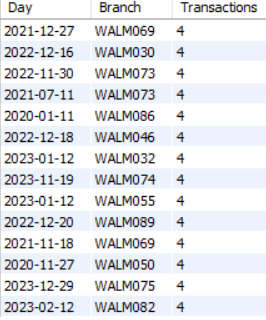 Day Branch Transactions
2021-12-27 WALM069 4
2022-12-16 WALM030 4
2022-11-30 WALM073 4
2021-07-11 WALM073 4
2020-01-11 WALM086 4
2022-12-18 WALM046 4
2023-01-12 WALM032 4
2023-11-19 WALM074 4
2023-01-12 WALM055 4
2022-12-20 WALM089 4
2021-11-18 WALM069 4
2020-11-27 WALM050 4
2023-12-29 WALM075 4
2023-02-12 WALM082 4